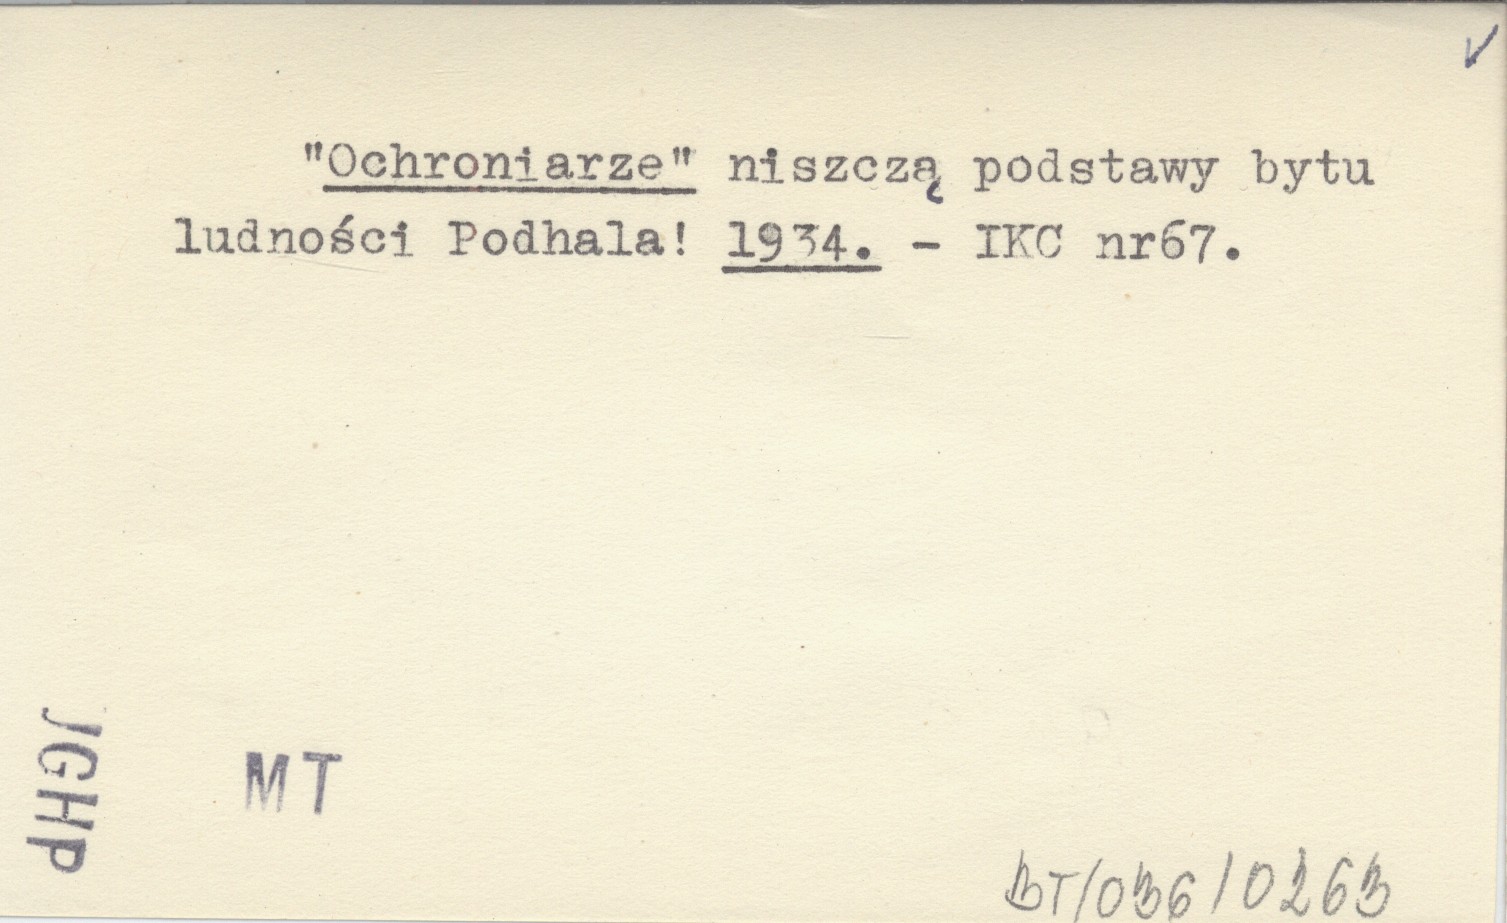 "Ochroniarze" niszczą podstawy bytu
ludności Podhala! 1934. - IKC nr67.
JGHP
MT
BT/036/0263